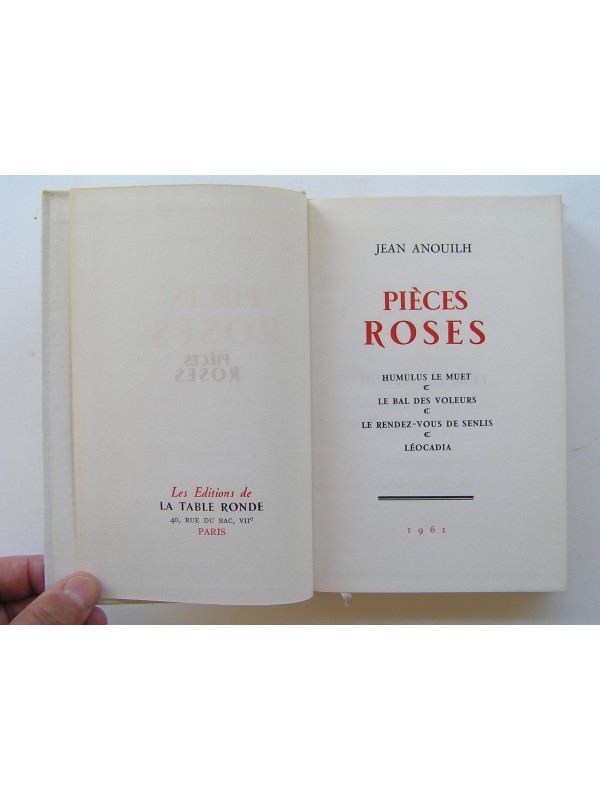 Les Editions de
LA TABLE RONDE
40, RUE DU BAC, VIIe
PARIS
JEAN ANOUILH
PIÈCES
ROSES
HUMULUS LE MUET
LE BAL DES VOLEURS
LE RENDEZ-VOUS DE SENLIS
LÉOCADIA
1961